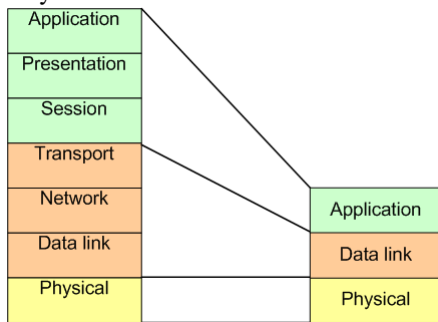 Application
Presentation
Session
Transport
Network
Data link
Physical
Application
Data link
Physical